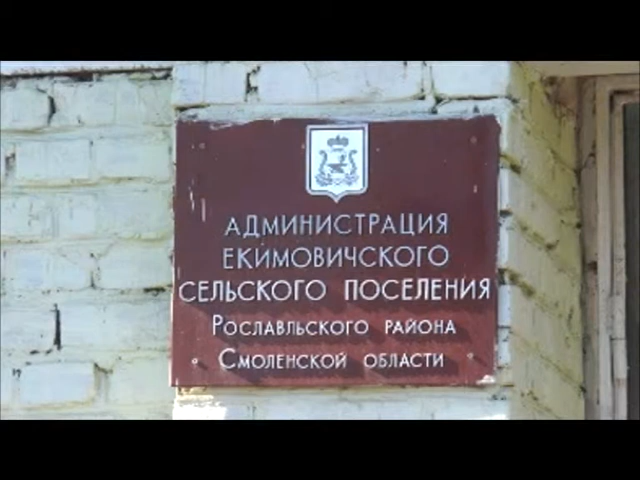 АДМИНИСТРАЦИЯ
ЕКИМОВИЧСКОГО
СЕЛЬСКОГО ПОСЕЛЕНИЯ
РОСЛАВЛЬСКОГО РАЙОНА
СМОЛЕНСКОЙ ОБЛАСТИ